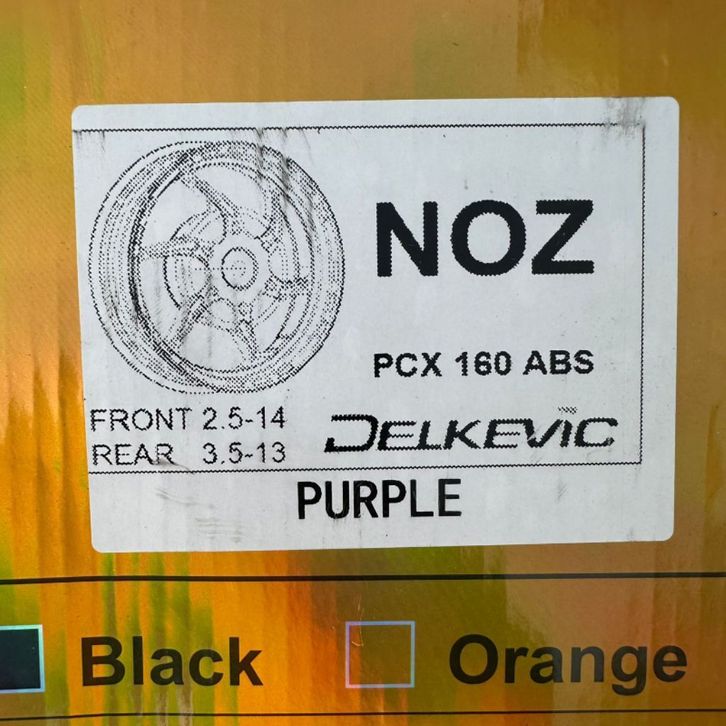 NOZ
PCX 160 ABS
FRONT 2.5-14
REAR 3.5-13
DELKEVIC
PURPLE
Black
Orange